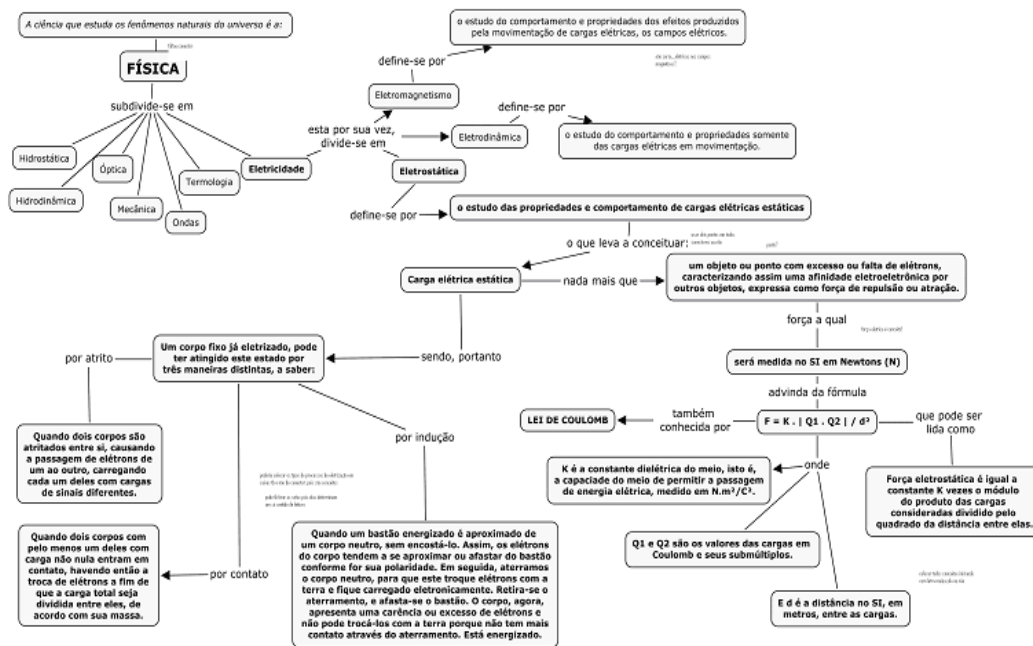 A ciência que estuda os fenômenos naturais do universo é a:
FÍSICA
subdivide-se em
Hidrostática
Hidrodinâmica
Óptica
Mecânica
Ondas
Termologia
Eletricidade
esta por sua vez,
divide-se em
Eletromagnetismo
define-se por
o estudo do comportamento e propriedades dos efeitos produzidos
pela movimentação de cargas elétricas, os campos elétricos.
Eletrodinâmica
define-se por
o estudo do comportamento e propriedades somente
das cargas elétricas em movimentação.
Eletrostática
define-se por
o estudo das propriedades e comportamento de cargas elétricas estáticas
o que leva a conceituar:
Carga elétrica estática
nada mais que
um objeto ou ponto com excesso ou falta de elétrons,
caracterizando assim uma afinidade eletroeletrônica por
outros objetos, expressa como força de repulsão ou atração.
força a qual
será medida no SI em Newtons (N)
advinda da fórmula
F = K . | Q1 . Q2 | / d²
também
conhecida por
LEI DE COULOMB
que pode ser
lida como
Força eletrostática é igual a
constante K vezes o módulo
do produto das cargas
consideradas dividido pelo
quadrado da distância entre elas.
onde
K é a constante dielétrica do meio, isto é,
a capaciade do meio de permitir a passagem
de energia elétrica, medido em N.m²/C².
Q1 e Q2 são os valores das cargas em
Coulomb e seus submúltiplos.
E d é a distância no SI, em
metros, entre as cargas.
sendo, portanto
Um corpo fixo já eletrizado, pode
ter atingido este estado por
três maneiras distintas, a saber:
por atrito
Quando dois corpos são
atritados entre si, causando
a passagem de elétrons de
um ao outro, carregando
cada um deles com cargas
de sinais diferentes.
por contato
Quando dois corpos com
pelo menos um deles com
carga não nula entram em
contato, havendo então a
troca de elétrons a fim de
que a carga total seja
dividida entre eles, de
acordo com sua massa.
por indução
Quando um bastão energizado é aproximado de
um corpo neutro, sem encostá-lo. Assim, os elétrons
do corpo tendem a se aproximar ou afastar do bastão
conforme for sua polaridade. Em seguida, aterramos
o corpo neutro, para que este troque elétrons com a
terra e fique carregado eletronicamente. Retira-se o
aterramento, e afasta-se o bastão. O corpo, agora,
apresenta uma carência ou excesso de elétrons e
não pode trocá-los com a terra porque não tem mais
contato através do aterramento. Está energizado.